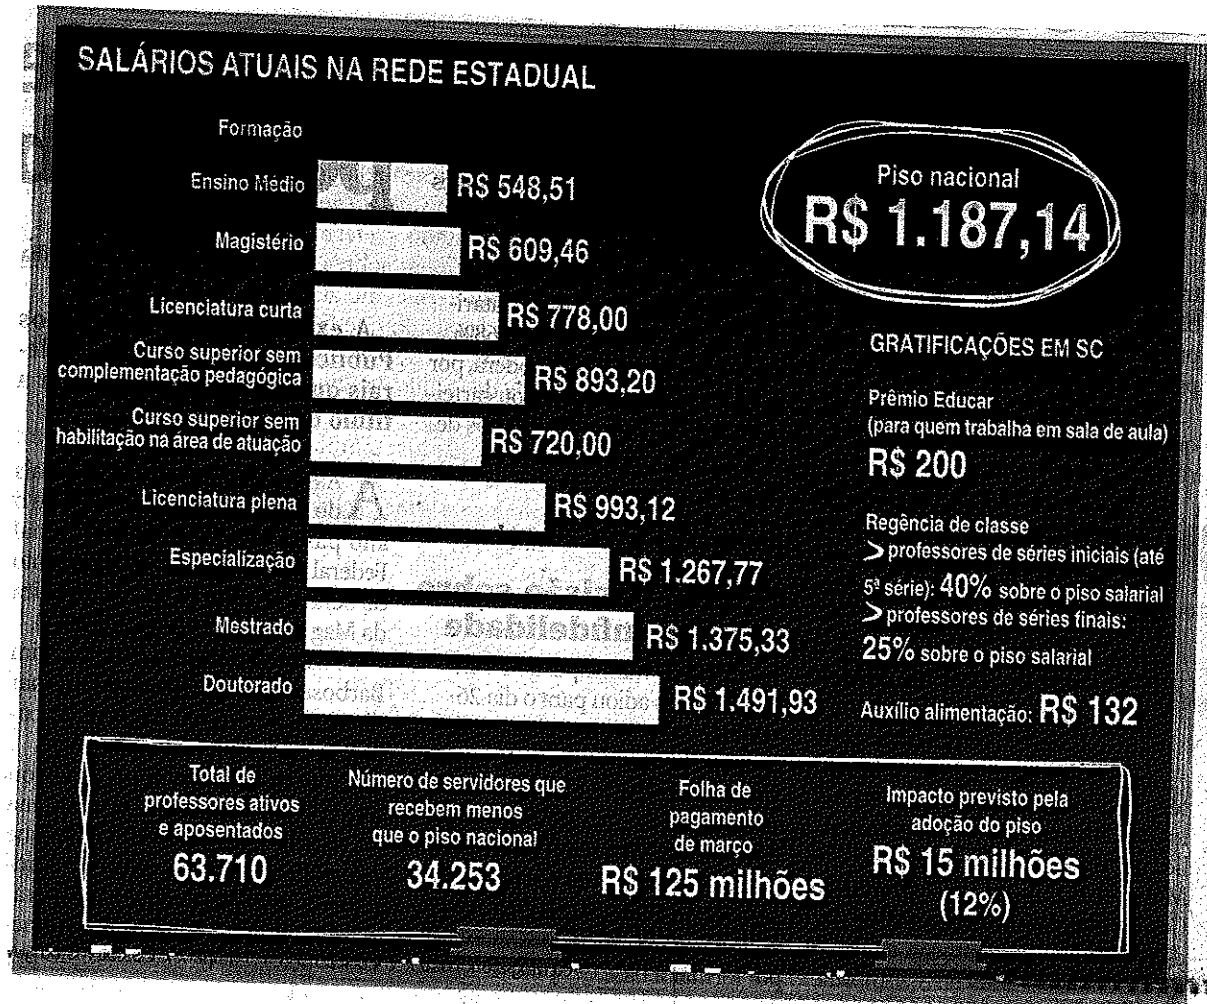 SALÁRIOS ATUAIS NA REDE ESTADUAL
Formação
Ensino Médio R$ 548,51
Magistério R$ 609,46
Licenciatura curta R$ 778,00
Curso superior sem
complementação pedagógica R$ 893,20
Curso superior sem
habilitação na área de atuação R$ 720,00
Licenciatura plena R$ 993,12
Especialização R$ 1.267,77
Mestrado R$ 1.375,33
Doutorado R$ 1.491,93
Piso nacional
R$ 1.187,14
GRATIFICAÇÕES EM SC
Prêmio Educar
(para quem trabalha em sala de aula)
R$ 200
Regência de classe
> professores de séries iniciais (até
5ª série): 40% sobre o piso salarial
> professores de séries finais:
25% sobre o piso salarial
Auxílio alimentação: R$ 132
Total de
professores ativos
e aposentados
63.710
Número de servidores que
recebem menos
que o piso nacional
34.253
Folha de
pagamento
de março
R$ 125 milhões
Impacto previsto pela
adoção do piso
R$ 15 milhões
(12%)